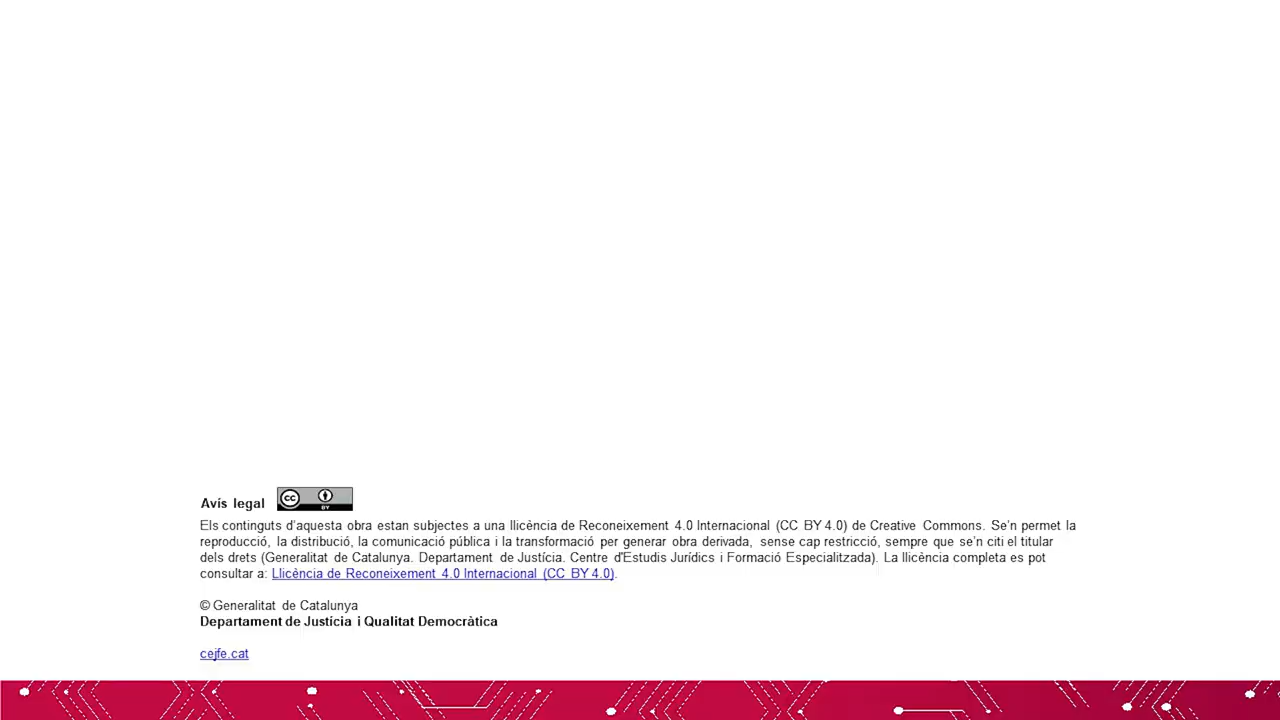 Avís legal
cc
BY
Els continguts d’aquesta obra estan subjectes a una llicència de Reconeixement 4.0 Internacional (CC BY 4.0) de Creative Commons. Se’n permet la
reproducció, la distribució, la comunicació pública i la transformació per generar obra derivada, sense cap restricció, sempre que se’n citi el titular
dels drets (Generalitat de Catalunya. Departament de Justícia. Centre d'Estudis Jurídics i Formació Especialitzada). La llicència completa es pot
consultar a: Llicència de Reconeixement 4.0 Internacional (CC BY 4.0).
© Generalitat de Catalunya
Departament de Justícia i Qualitat Democràtica
cejfe.cat